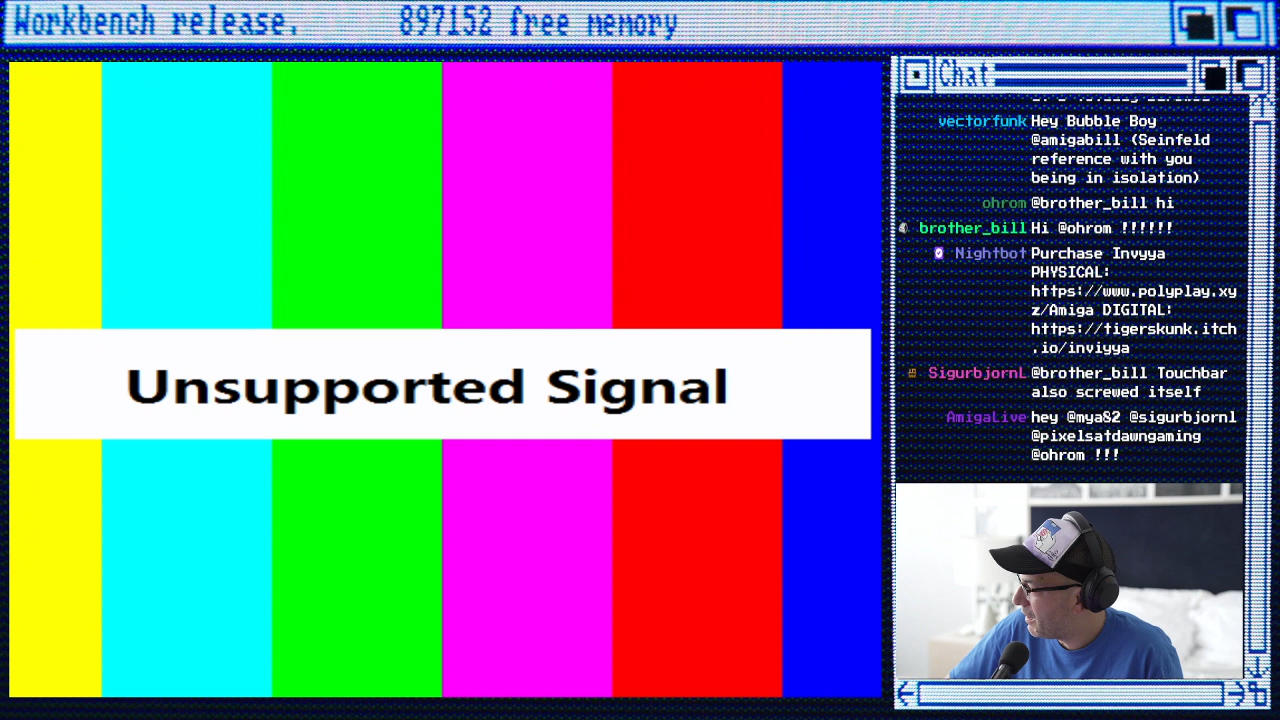 Workbench release. 897152 free memory
Chat
vectorfunk Hey Bubble Boy
@amigabill (Seinfeld
reference with you
being in isolation)
ohrom @brother_bill hi
brother_bill Hi @ohrom !!!!!!
Nightbot Purchase Invyya
PHYSICAL:
https://www.polyplay.xy
z/Amiga DIGITAL:
https://tigerskunk.itch
.io/inviyya
SigurbjornL @brother_bill Touchbar
also screwed itself
AmigaLive hey @mya82 @sigurbjornl
@pixelsatdawngaming
@ohrom !!!
Unsupported Signal